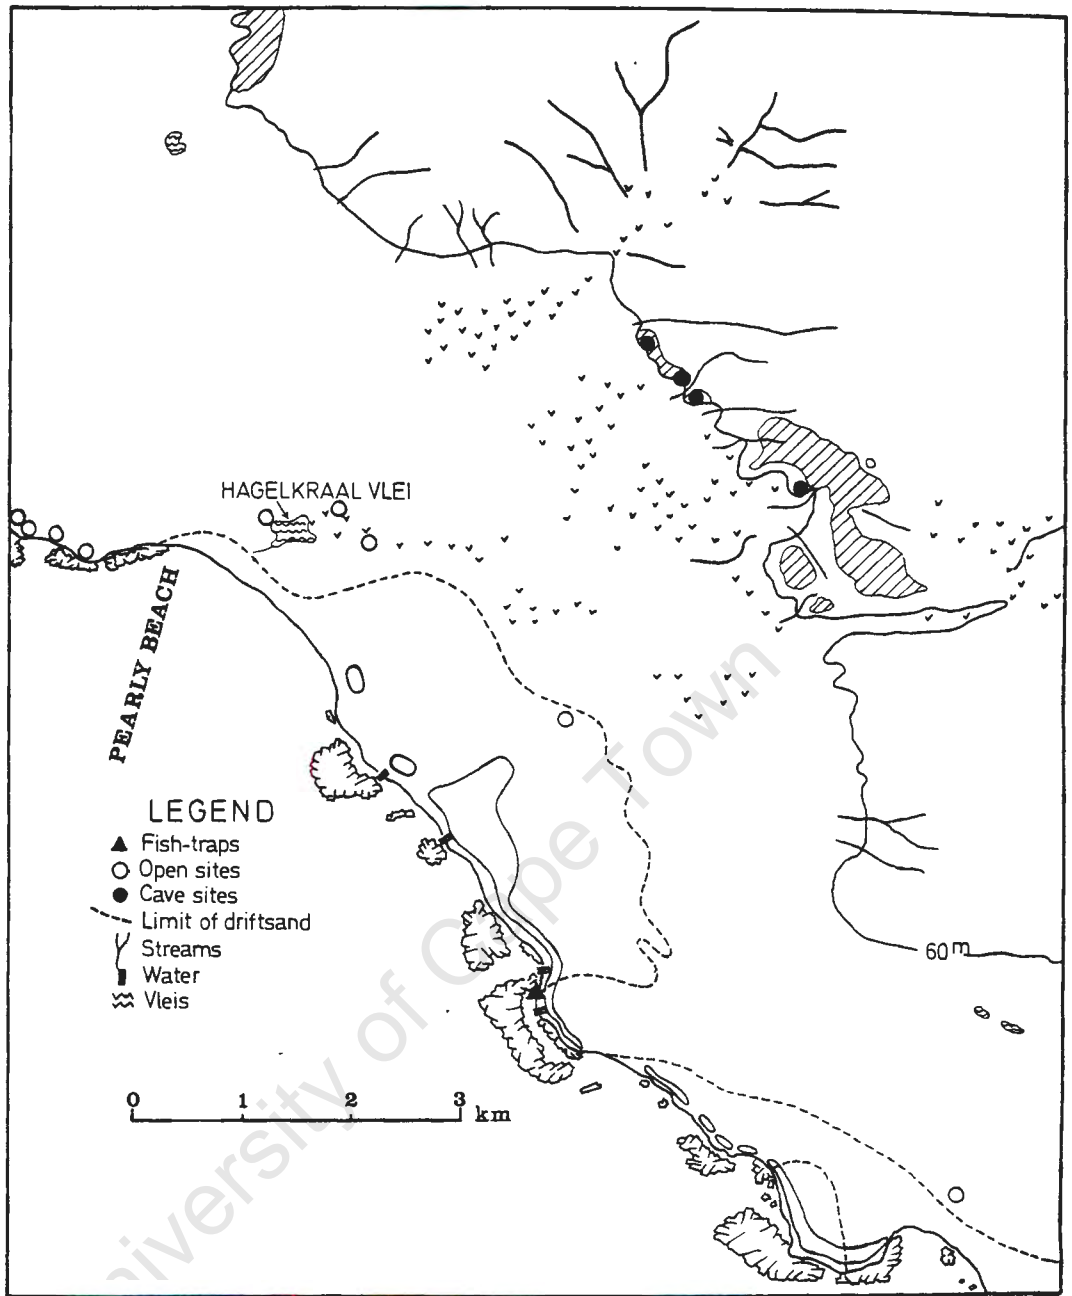 HAGELKRAAL VLEI
PEARLY BEACH
LEGEND
Fish-traps
Open sites
Cave sites
Limit of driftsand
Streams
Water
Vleis
60m
0 1 2 3 km
University of Cape Town